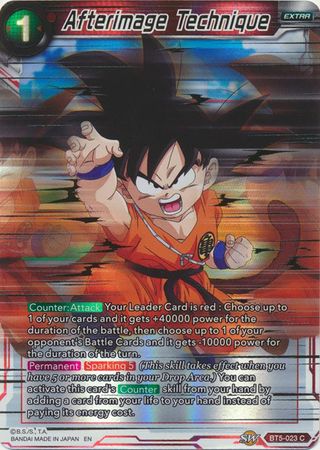 1
Afterimage Technique
EXTRA
Counter:Attack Your Leader Card is red : Choose up to
1 of your cards and it gets +40000 power for the
duration of the battle, then choose up to 1 of your
opponent's Battle Cards and it gets -10000 power for
the duration of the turn.
Permanent Sparking 5 (This skill takes effect when you
have 5 or more cards in your Drop Area.) You can
activate this card's Counter skill from your hand by
adding a card from your life to your hand instead of
paying its energy cost.
©B.S./S.,T.A.
BANDAI MADE IN JAPAN EN
BT5-023 C